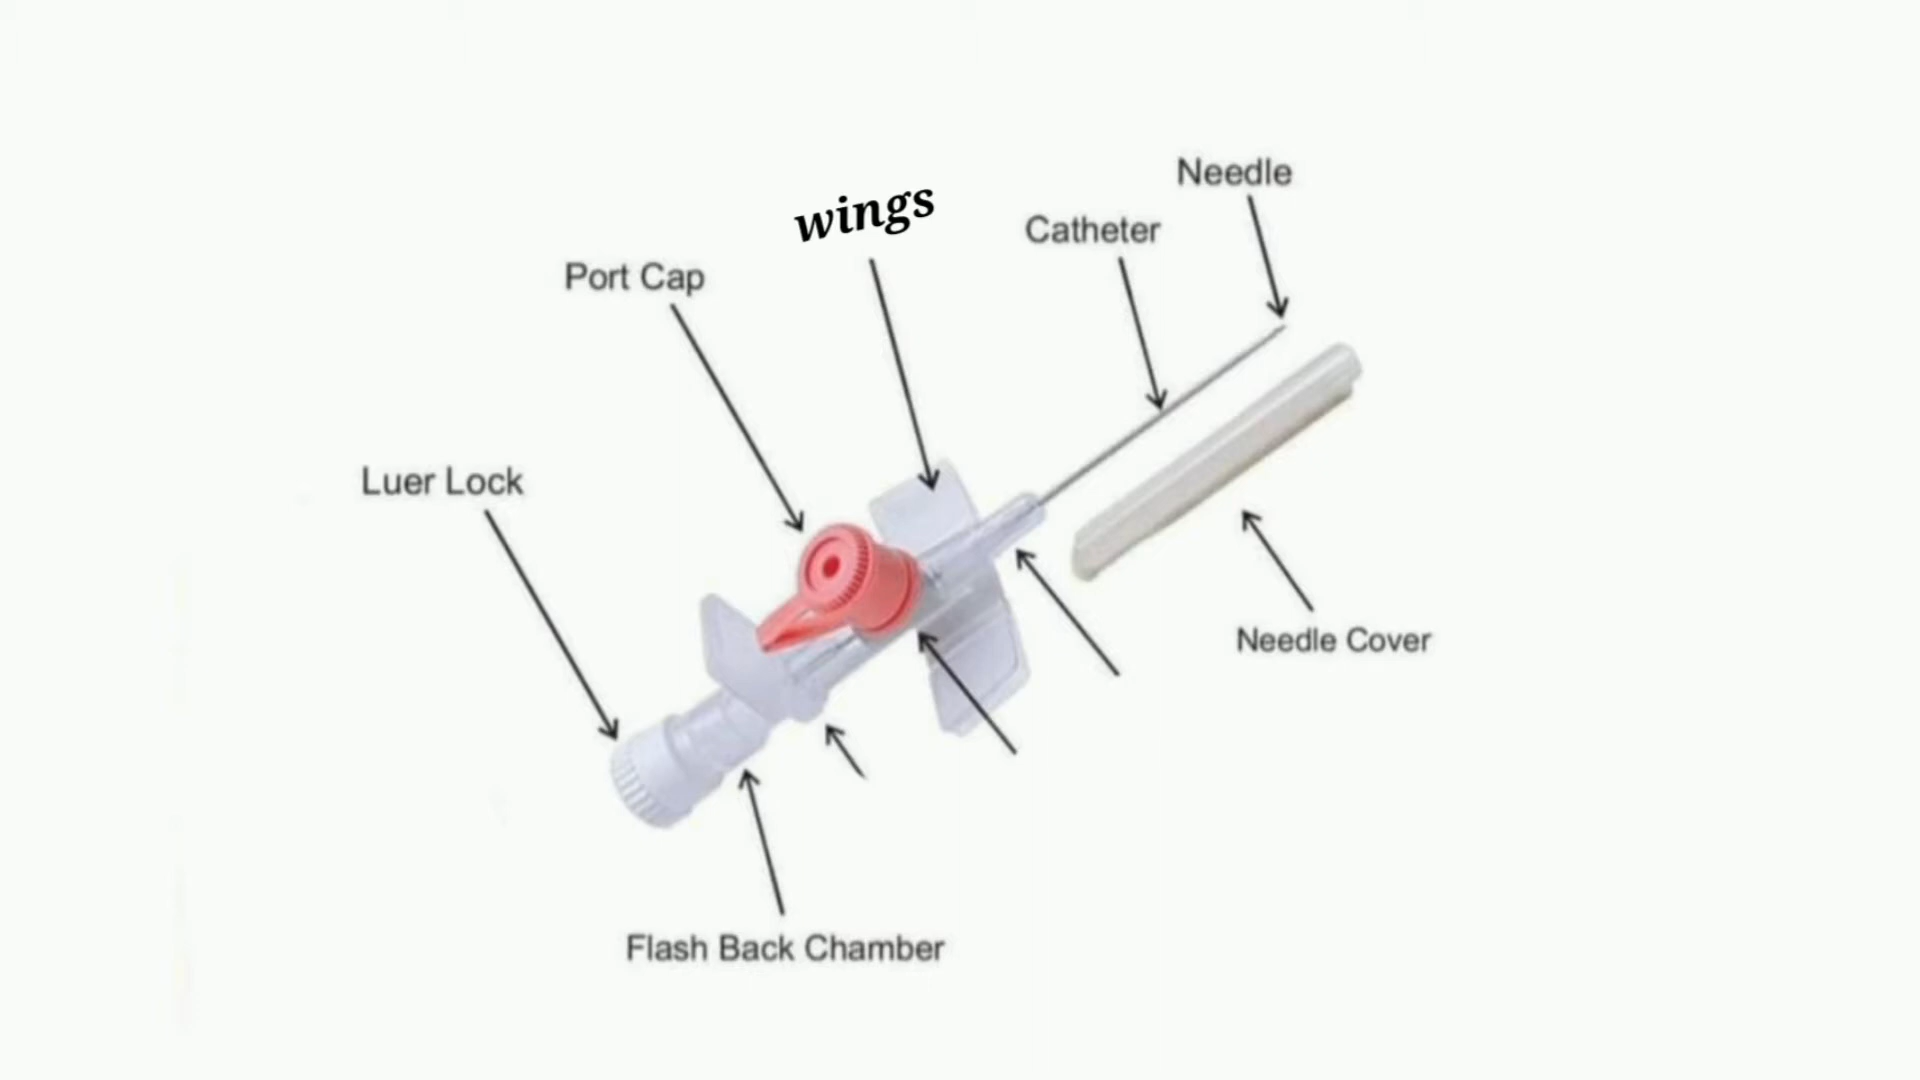 Needle
wings
Catheter
Port Cap
Luer Lock
Needle Cover
Flash Back Chamber